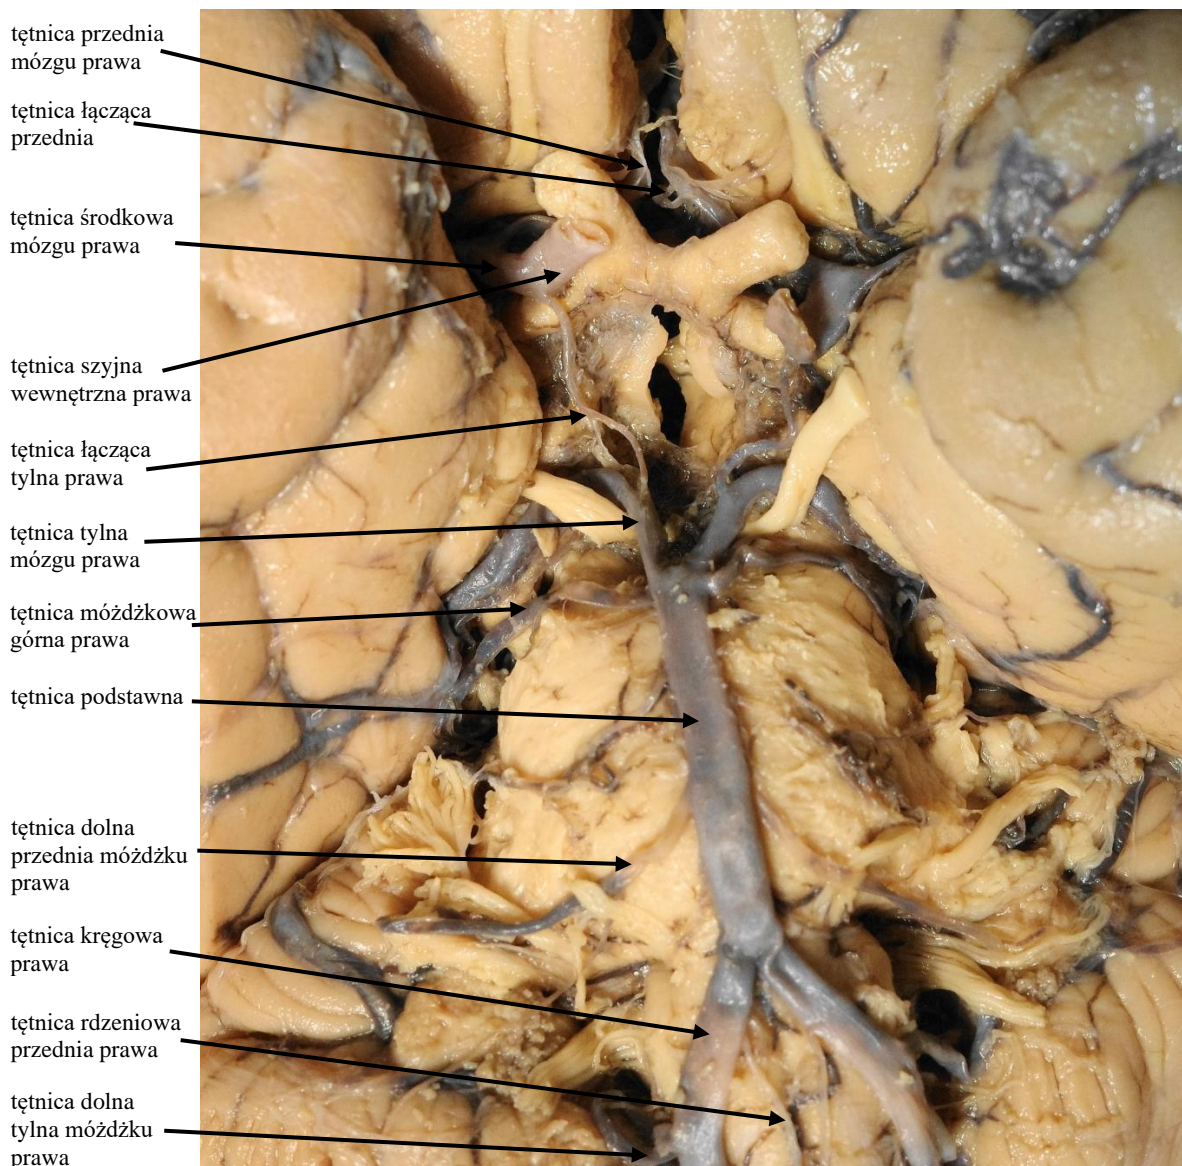 tętnica przednia
mózgu prawa
tętnica łącząca
przednia
tętnica środkowa
mózgu prawa
tętnica szyjna
wewnętrzna prawa
tętnica łącząca
tylna prawa
tętnica tylna
mózgu prawa
tętnica móżdżkowa
górna prawa
tętnica podstawna
tętnica dolna
przednia móżdżku
prawa
tętnica kręgowa
prawa
tętnica rdzeniowa
przednia prawa
tętnica dolna
tylna móżdżku
prawa